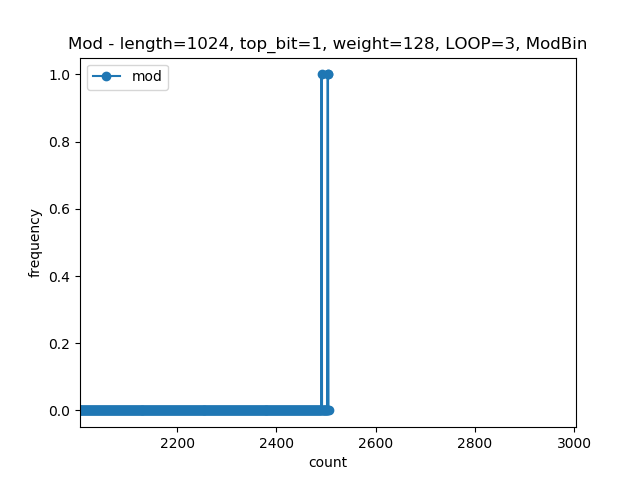 Mod - length=1024, top_bit=1, weight=128, LOOP=3, ModBin
mod
1.0
0.8
0.6
0.4
0.2
0.0
frequency
2200 2400 2600 2800 3000
count